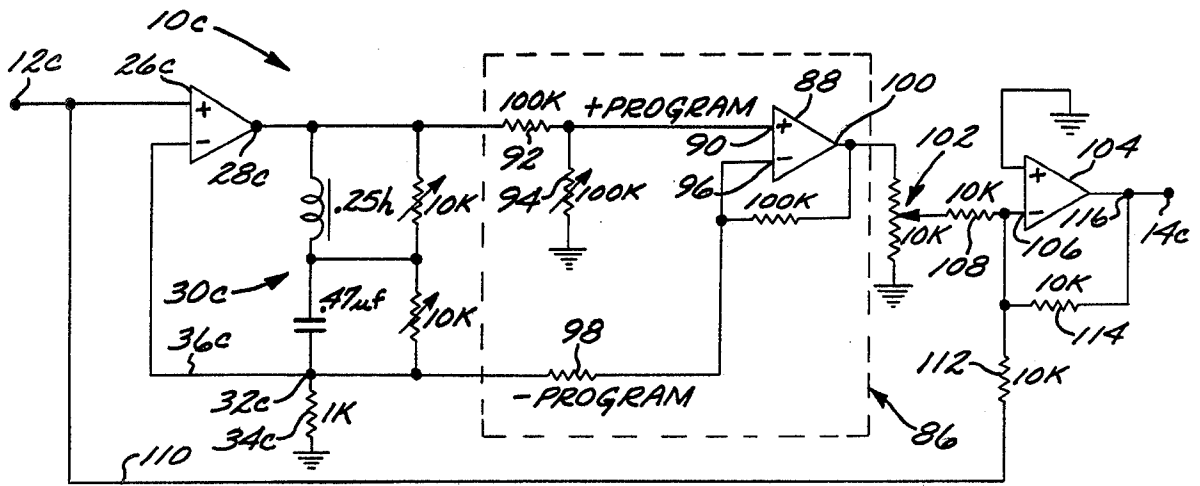 10c
12c
26c
+
−
28c
100K
92
+PROGRAM
94
100K
90
+
88
100
96
−
100K
102
10K
10K
108
+
−
104
106
116
14c
10K
114
.25h
10K
30c
.47uf
10K
36c
98
−PROGRAM
32c
34c
1K
86
112
10K
110